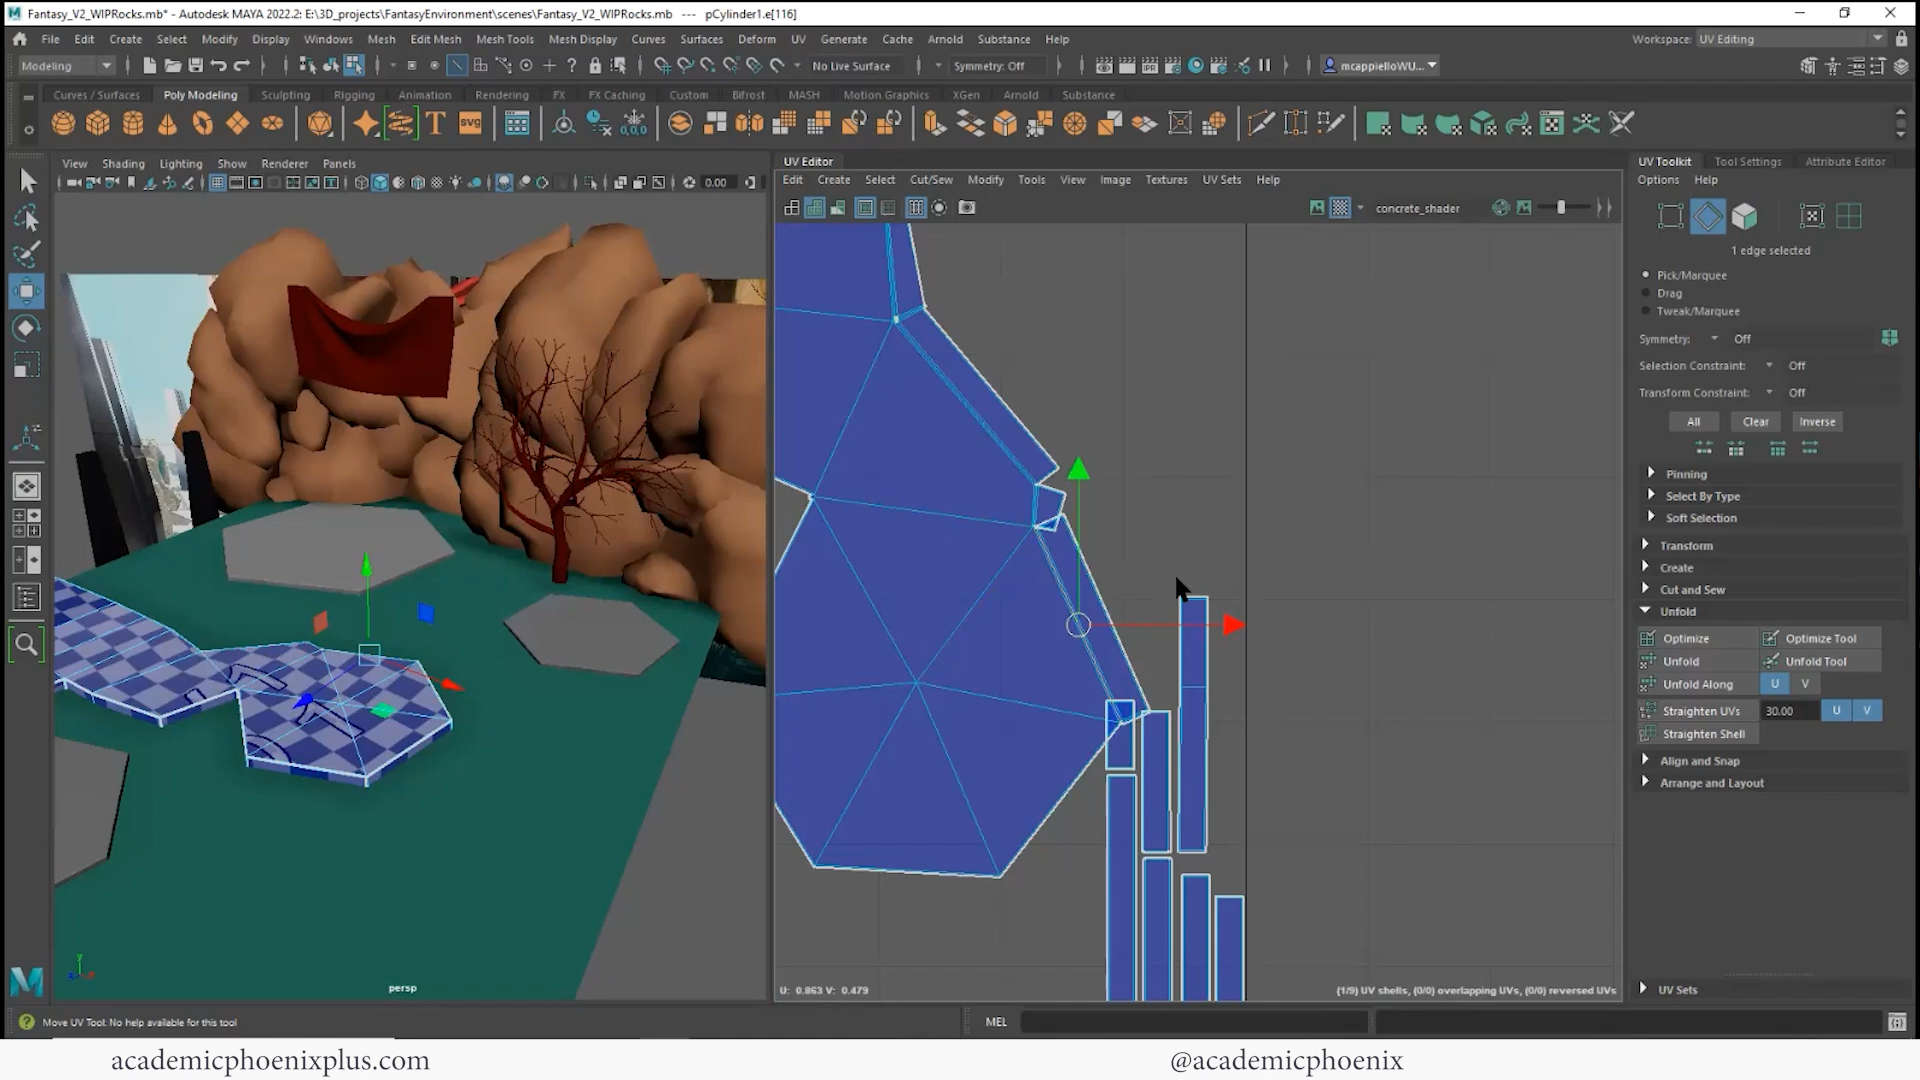 Fantasy_V2_WIPRocks.mb* - Autodesk MAYA 2022.2: E:\3D_projects\FantasyEnvironment\scenes\Fantasy_V2_WIPRocks.mb --- pCylinder1.e[116]
File Edit Create Select Modify Display Windows Mesh Edit Mesh Mesh Tools Mesh Display Curves Surfaces Deform UV Generate Cache Arnold Substance Help Workspace: UV Editing
Modeling No Live Surface Symmetry: Off mcappielloWU...
Curves / Surfaces Poly Modeling Sculpting Rigging Animation Rendering FX FX Caching Custom Bifrost MASH Motion Graphics XGen Arnold Substance
T svg 0,0,0
View Shading Lighting Show Renderer Panels
0.00
UV Editor
Edit Create Select Cut/Sew Modify Tools View Image Textures UV Sets Help
concrete_shader
UV Toolkit Tool Settings Attribute Editor
Options Help
1 edge selected
Pick/Marquee
Drag
Tweak/Marquee
Symmetry: Off
Selection Constraint: Off
Transform Constraint: Off
All Clear Inverse
Pinning
Select By Type
Soft Selection
Transform
Create
Cut and Sew
Unfold
Optimize Optimize Tool
Unfold Unfold Tool
Unfold Along U V
Straighten UVs 30.00 U V
Straighten Shell
Align and Snap
Arrange and Layout
UV Sets
y
persp
U: 0.863 V: 0.479
(1/9) UV shells, (0/0) overlapping UVs, (0/0) reversed UVs
Move UV Tool: No help available for this tool
MEL
academicphoenixplus.com
@academicphoenix